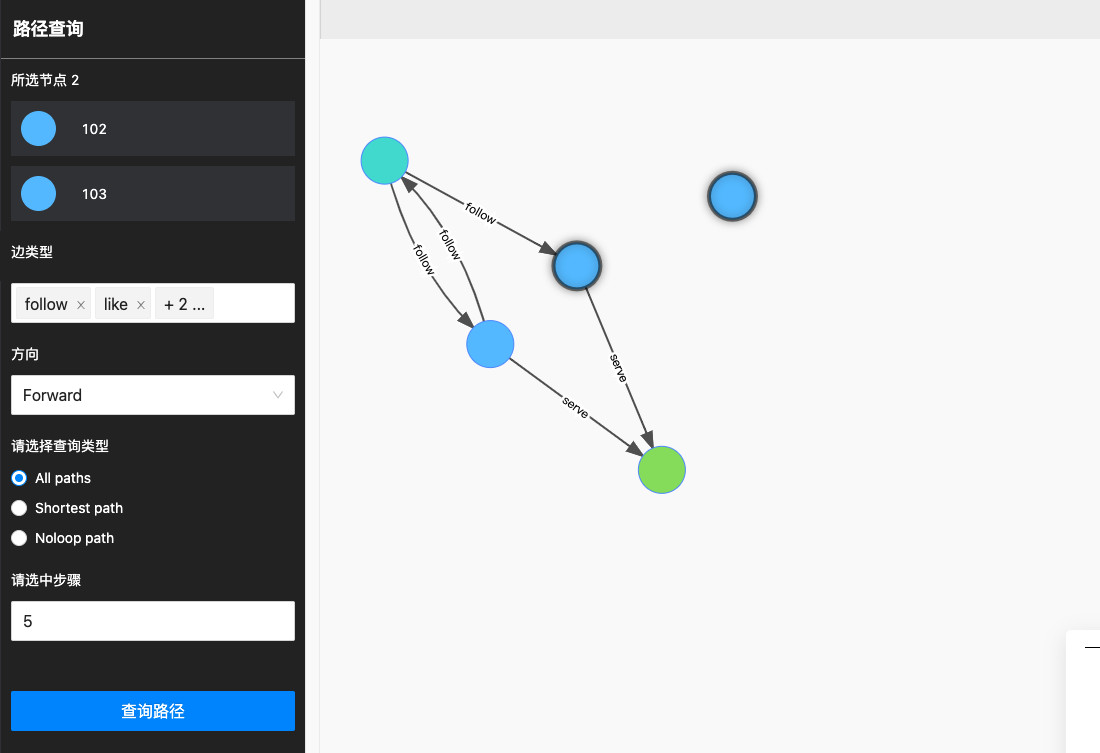 路径查询
所选节点 2
102
103
边类型
follow × like × + 2 ...
方向
Forward
请选择查询类型
All paths
Shortest path
Noloop path
请选中步骤
5
查询路径
follow
follow
follow
serve
serve